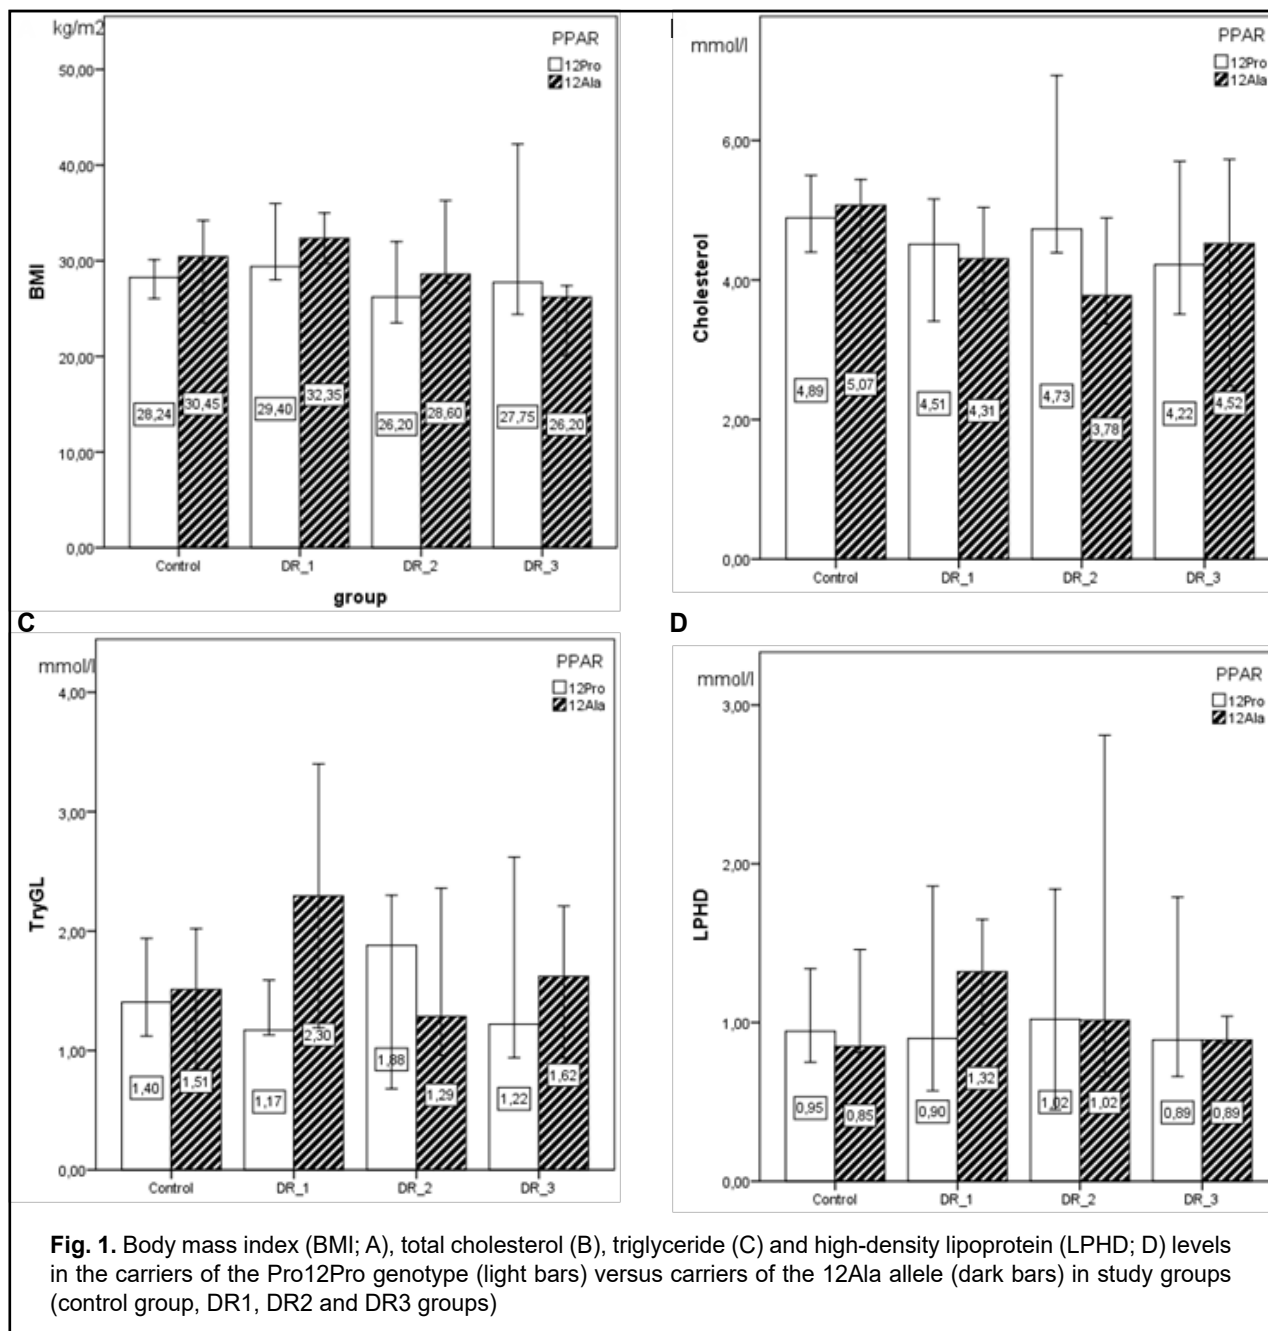 kg/m2
PPAR
12Pro
12Ala
50,00
40,00
30,00
20,00
10,00
0,00
BMI
28,24
30,45
29,40
32,35
26,20
28,60
27,75
26,20
Control
DR_1
DR_2
DR_3
group
mmol/l
PPAR
12Pro
12Ala
6,00
4,00
2,00
0,00
Cholesterol
4,89
5,07
4,51
4,31
4,73
3,78
4,22
4,52
Control
DR_1
DR_2
DR_3
C
mmol/l
PPAR
12Pro
12Ala
4,00
3,00
2,00
1,00
0,00
TryGL
1,40
1,51
1,17
2,30
1,88
1,29
1,22
1,62
Control
DR_1
DR_2
DR_3
D
mmol/l
PPAR
12Pro
12Ala
3,00
2,00
1,00
0,00
LPHD
0,95
0,85
0,90
1,32
1,02
1,02
0,89
0,89
Control
DR_1
DR_2
DR_3
Fig. 1. Body mass index (BMI; A), total cholesterol (B), triglyceride (C) and high-density lipoprotein (LPHD; D) levels
in the carriers of the Pro12Pro genotype (light bars) versus carriers of the 12Ala allele (dark bars) in study groups
(control group, DR1, DR2 and DR3 groups)